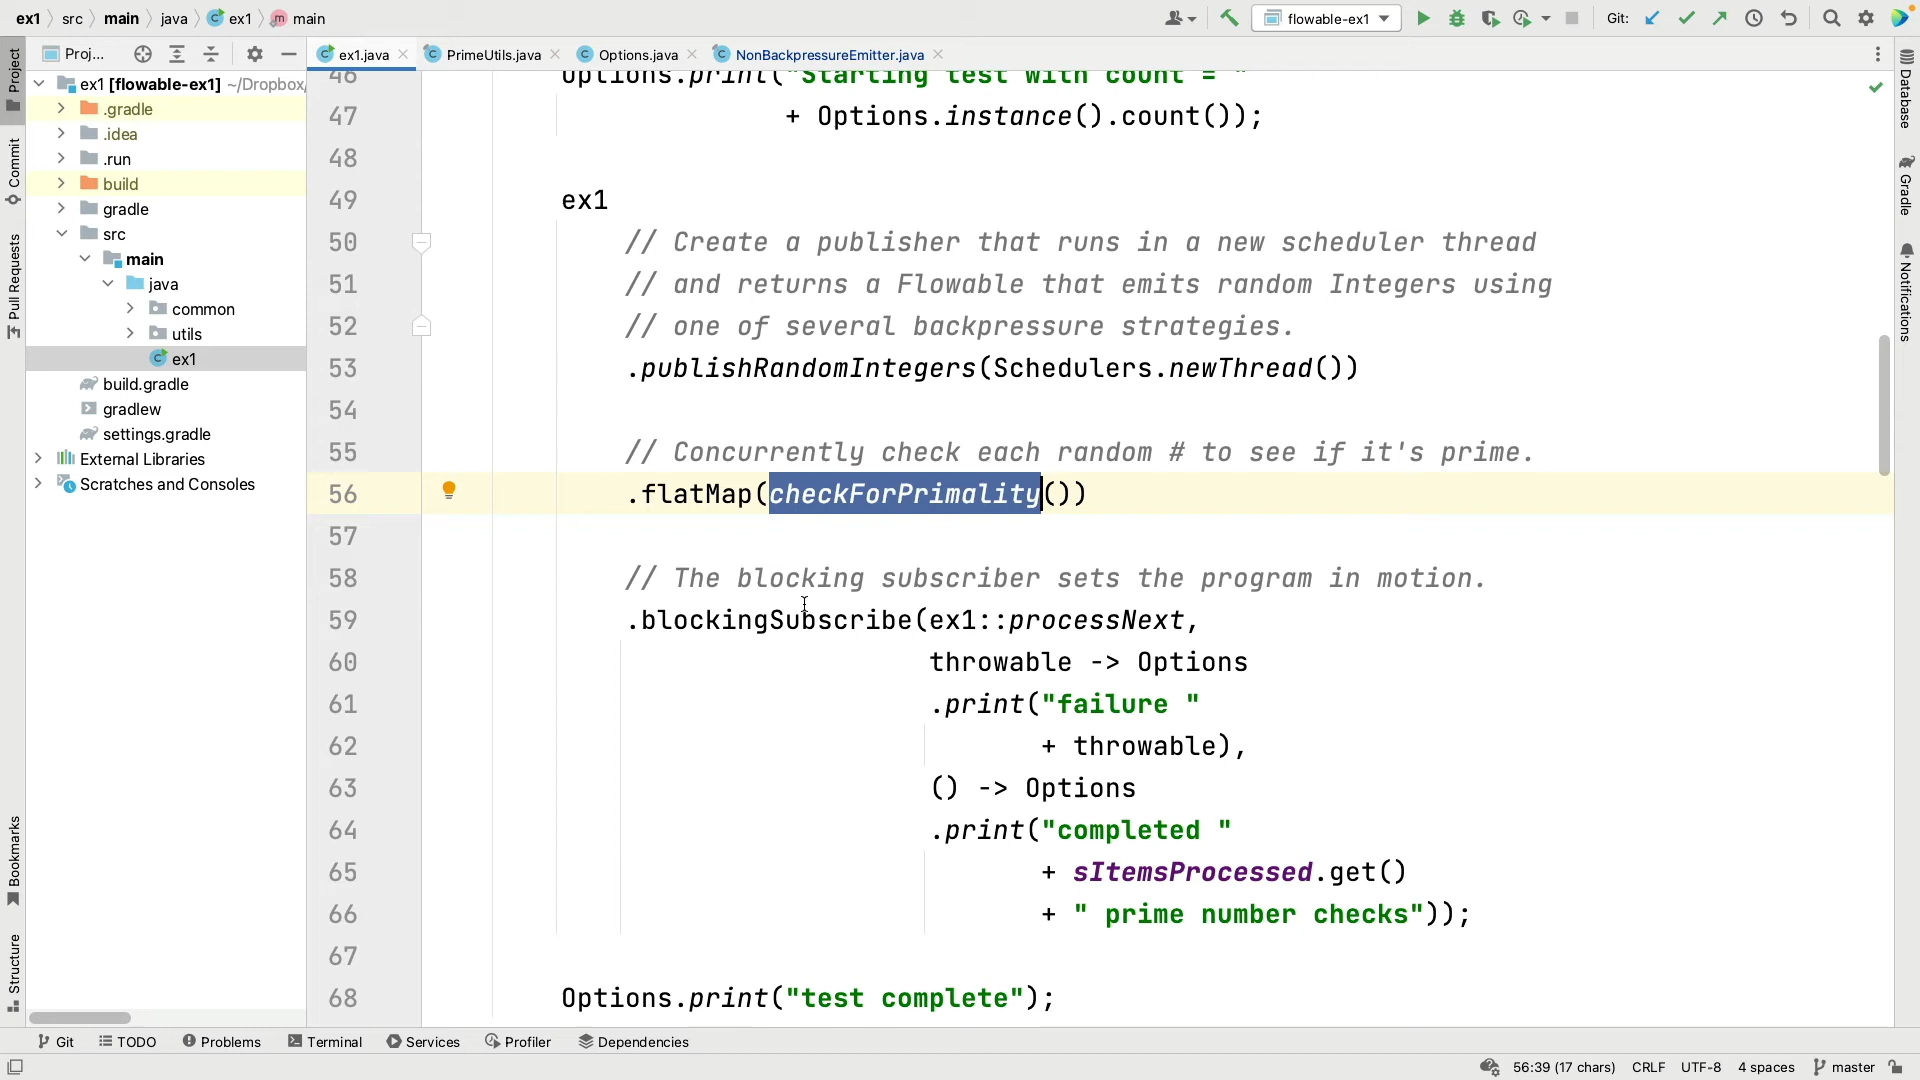 ex1 src main java ex1 main flowable-ex1 Git:
Project Proj... ex1.java PrimeUtils.java Options.java NonBackpressureEmitter.java
ex1 [flowable-ex1] ~/Dropbox/
.gradle
.idea
.run
build
gradle
src
main
java
common
utils
ex1
build.gradle
gradlew
settings.gradle
External Libraries
Scratches and Consoles
Commit
Pull Requests
Bookmarks
Structure
46 Options.print("Starting test with count = "
47 + Options.instance().count());
48
49 ex1
50 // Create a publisher that runs in a new scheduler thread
51 // and returns a Flowable that emits random Integers using
52 // one of several backpressure strategies.
53 .publishRandomIntegers(Schedulers.newThread())
54
55 // Concurrently check each random # to see if it's prime.
56 .flatMap(checkForPrimality())
57
58 // The blocking subscriber sets the program in motion.
59 .blockingSubscribe(ex1::processNext,
60 throwable -> Options
61 .print("failure "
62 + throwable),
63 () -> Options
64 .print("completed "
65 + sItemsProcessed.get()
66 + " prime number checks"));
67
68 Options.print("test complete");
Database
Gradle
Notifications
Git TODO Problems Terminal Services Profiler Dependencies
56:39 (17 chars) CRLF UTF-8 4 spaces master